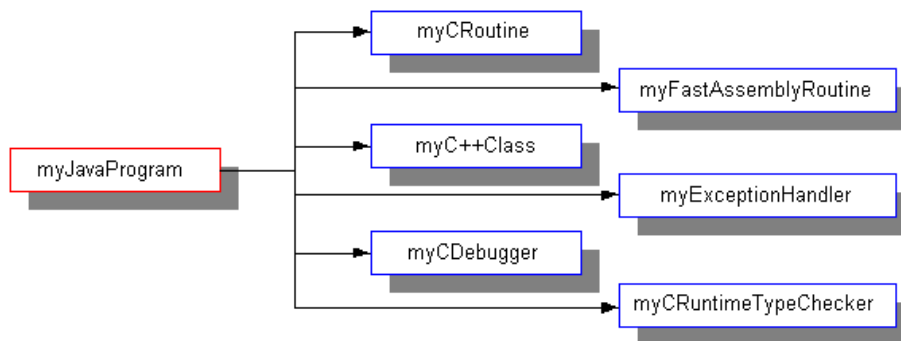 myCRoutine
myFastAssemblyRoutine
myC++Class
myJavaProgram
myExceptionHandler
myCDebugger
myCRuntimeTypeChecker